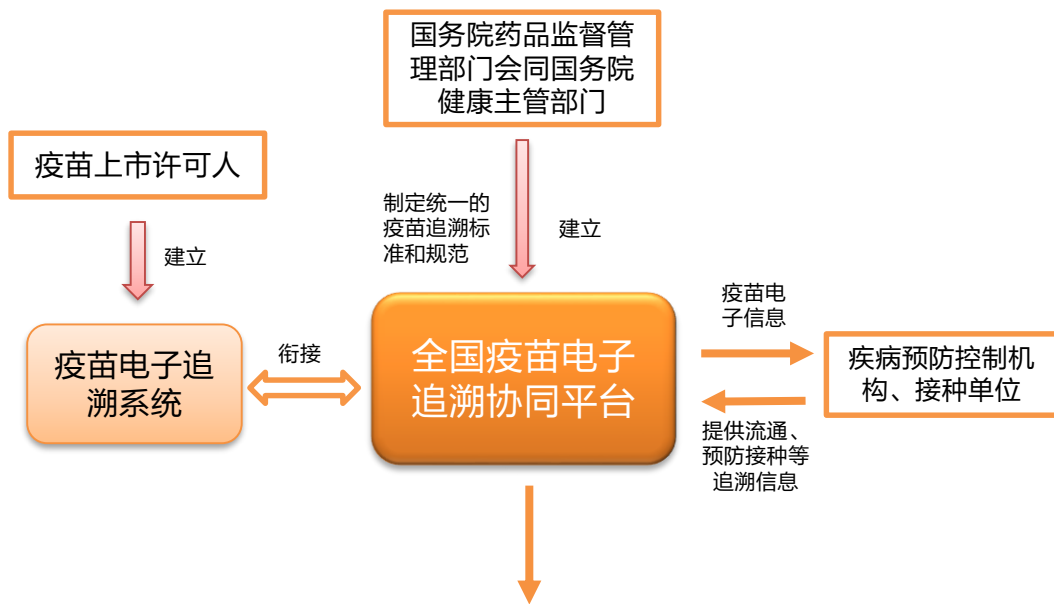 国务院药品监督管
理部门会同国务院
健康主管部门
疫苗上市许可人
制定统一的
疫苗追溯标
准和规范
建立
建立
疫苗电
子信息
疫苗电子追
溯系统
衔接
全国疫苗电子
追溯协同平台
疾病预防控制机
构、接种单位
提供流通、
预防接种等
追溯信息